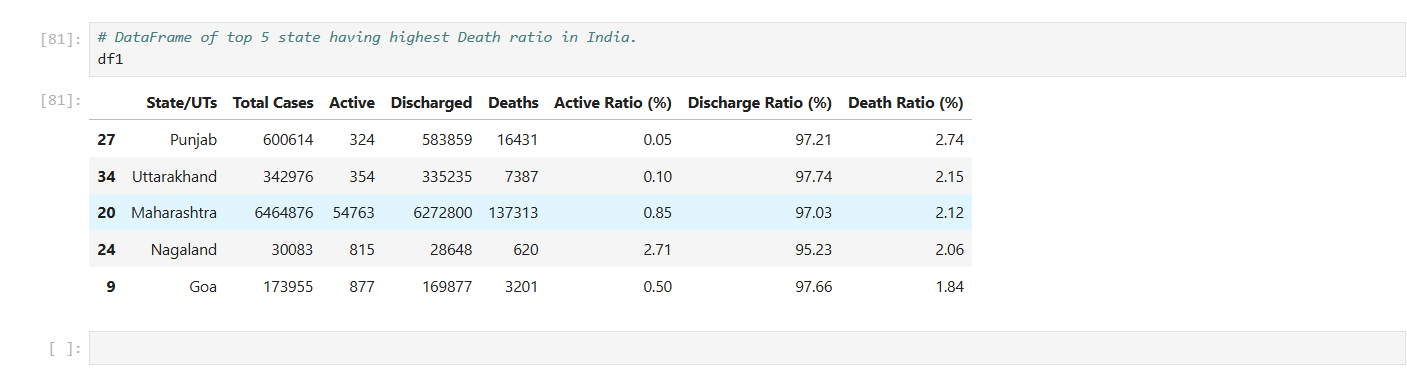 [81]: # DataFrame of top 5 state having highest Death ratio in India.
df1
[81]: State/UTs Total Cases Active Discharged Deaths Active Ratio (%) Discharge Ratio (%) Death Ratio (%)
27 Punjab 600614 324 583859 16431 0.05 97.21 2.74
34 Uttarakhand 342976 354 335235 7387 0.10 97.74 2.15
20 Maharashtra 6464876 54763 6272800 137313 0.85 97.03 2.12
24 Nagaland 30083 815 28648 620 2.71 95.23 2.06
9 Goa 173955 877 169877 3201 0.50 97.66 1.84
[ ]: